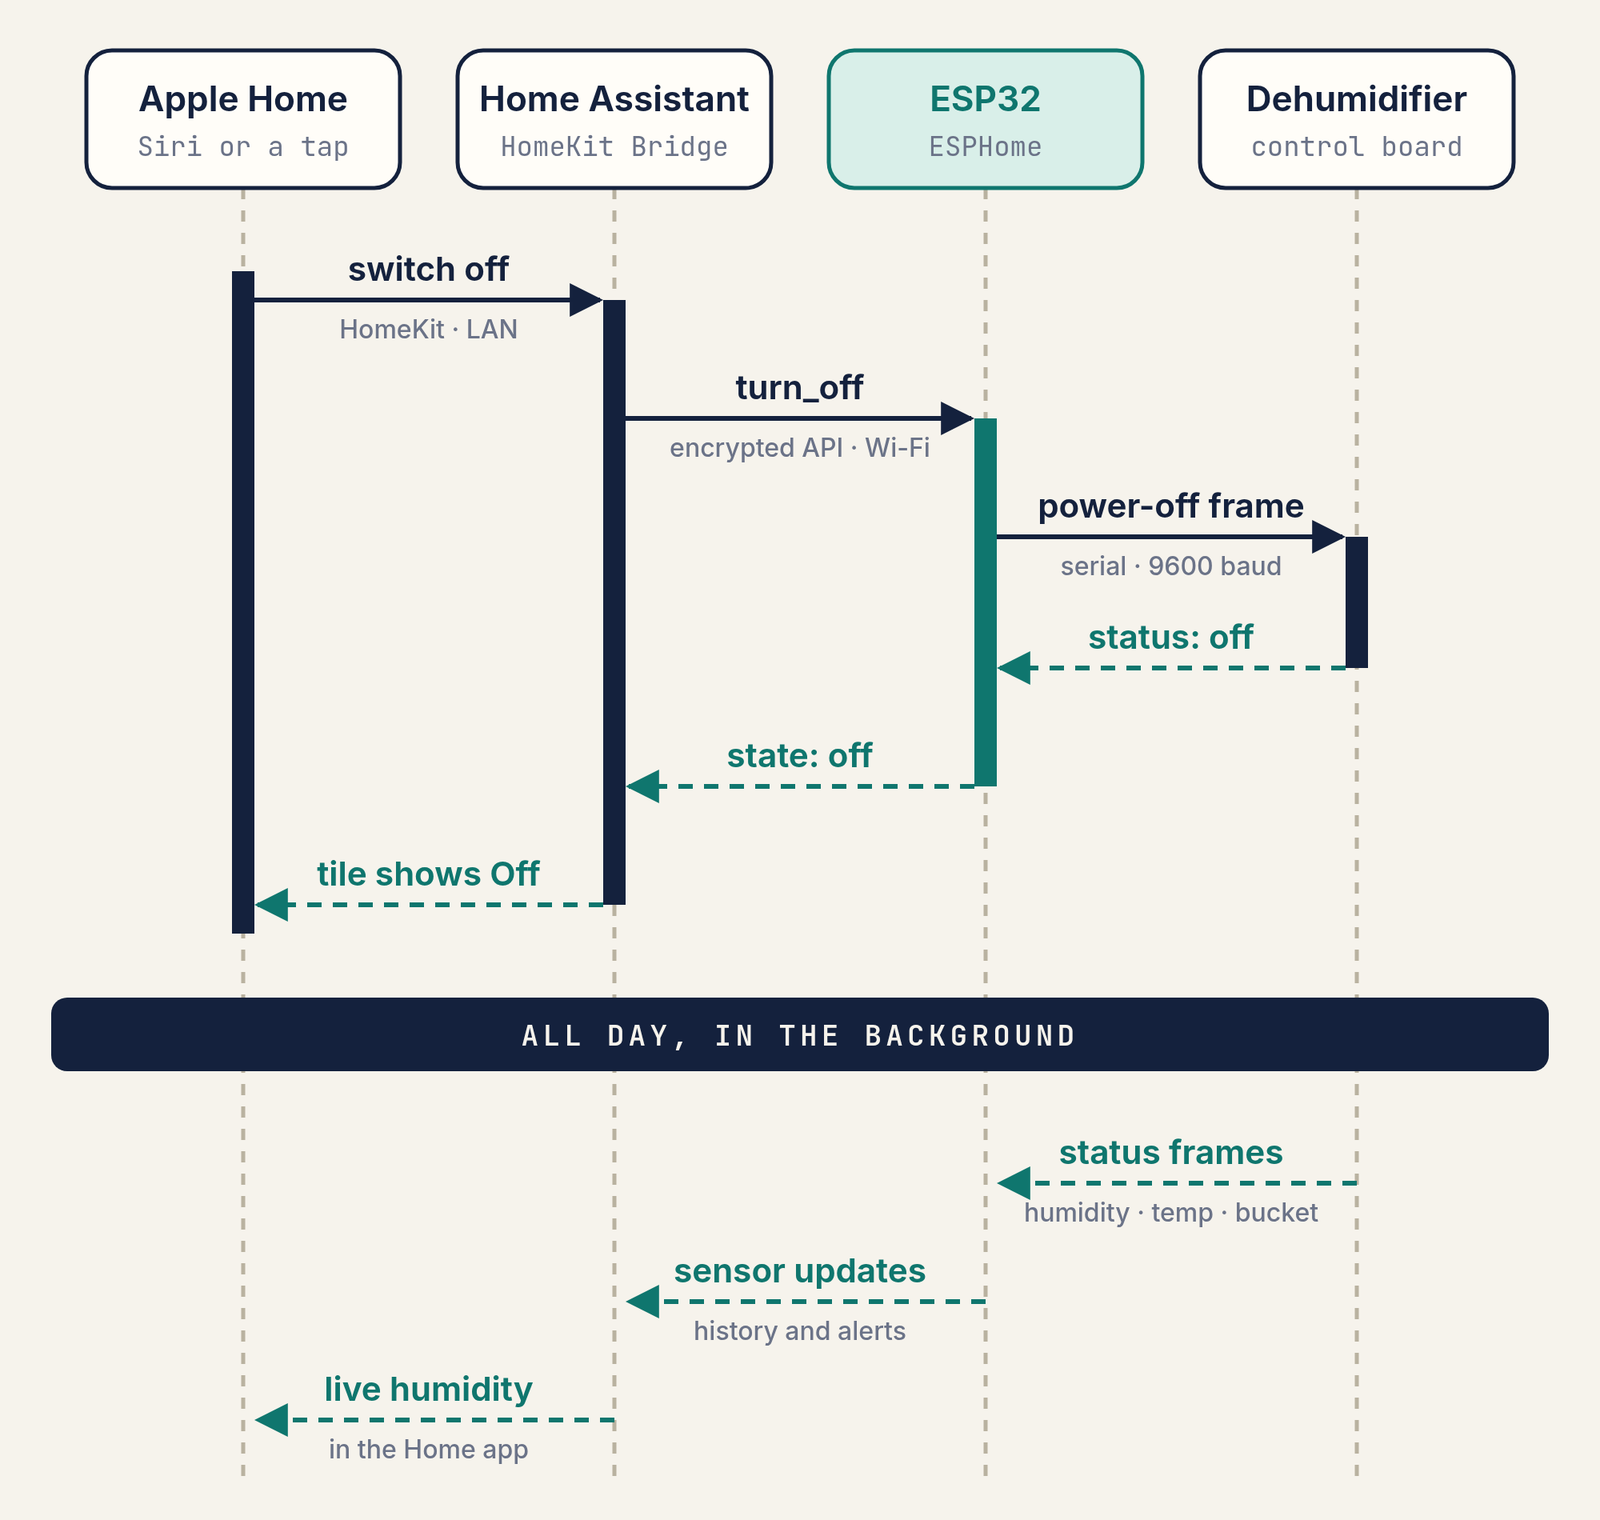 Apple Home
Siri or a tap
Home Assistant
HomeKit Bridge
ESP32
ESPHome
Dehumidifier
control board
switch off
HomeKit · LAN
turn_off
encrypted API · Wi-Fi
power-off frame
serial · 9600 baud
status: off
state: off
tile shows Off
ALL DAY, IN THE BACKGROUND
status frames
humidity · temp · bucket
sensor updates
history and alerts
live humidity
in the Home app